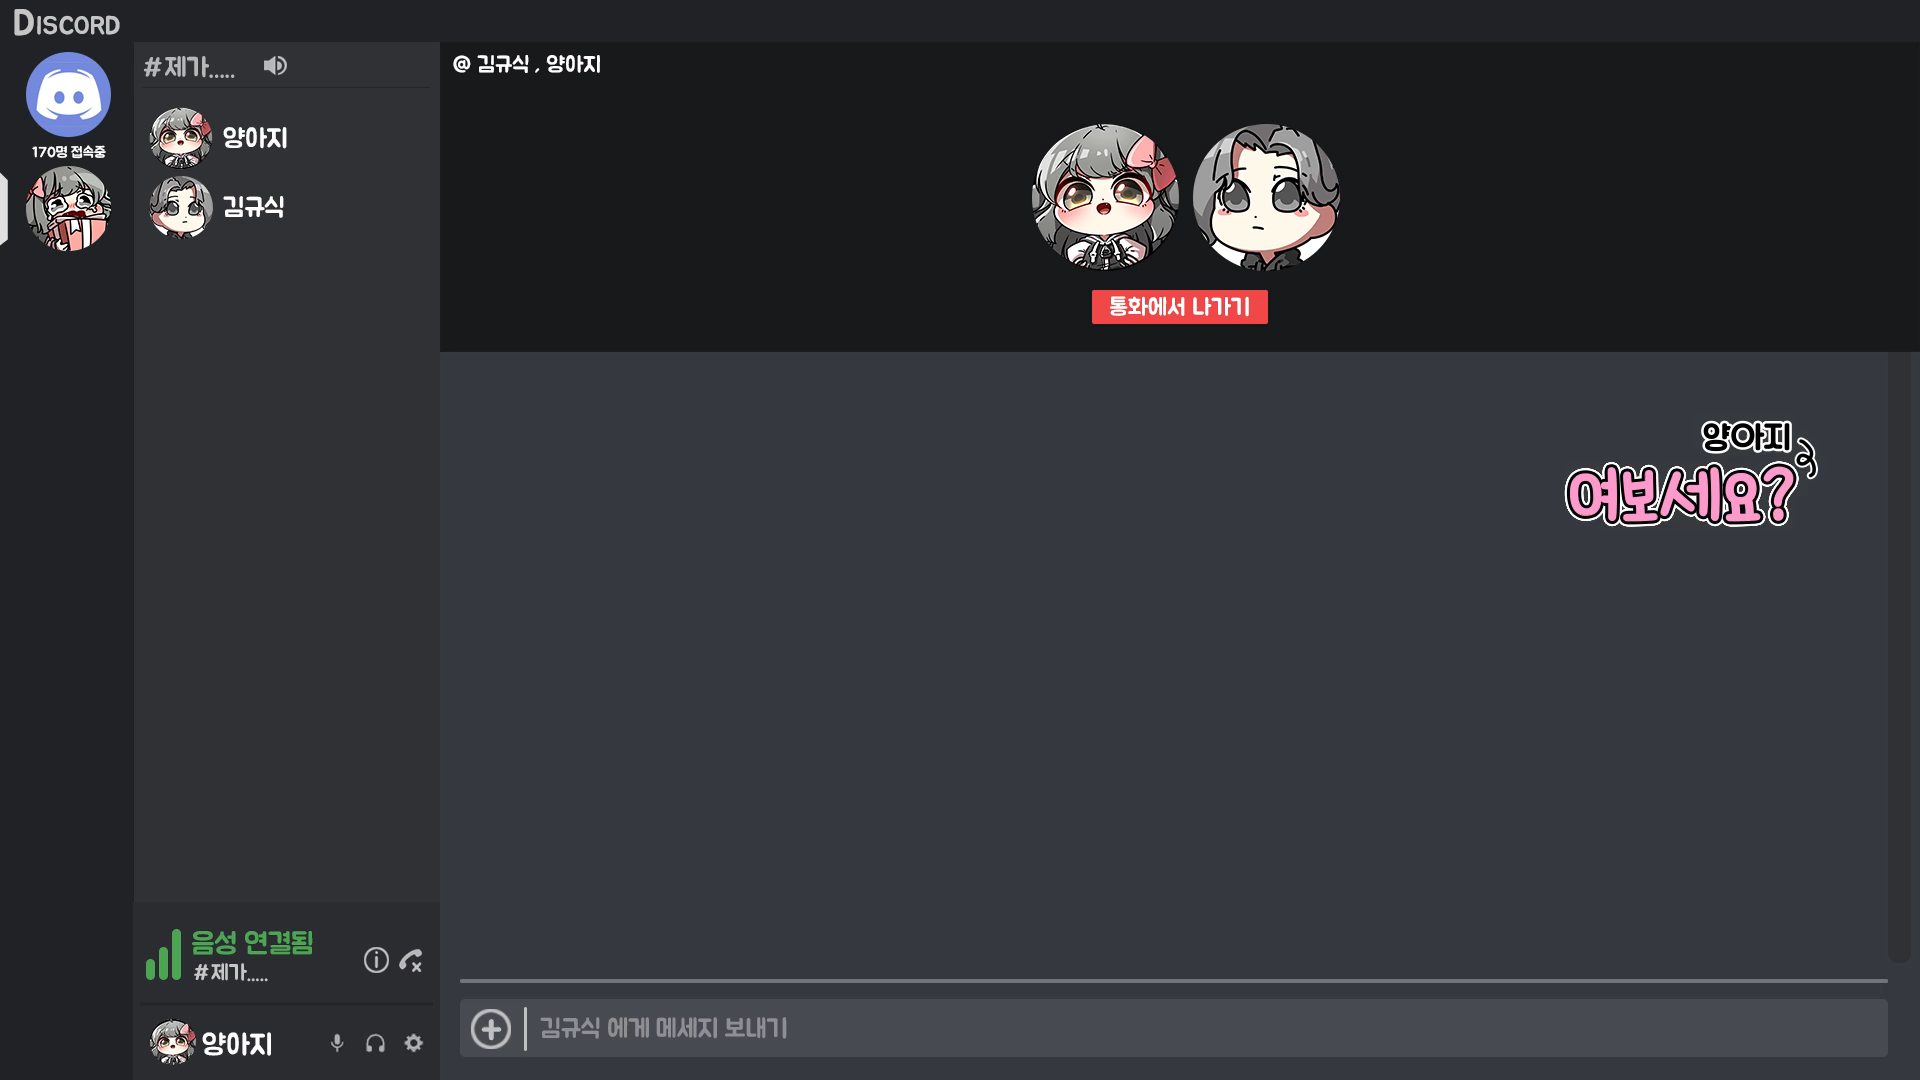 DISCORD
170명 접속중
#제가.....
양아지
김규식
@ 김규식 , 양아지
통화에서 나가기
양아지
여보세요?
음성 연결됨
#제가.....
양아지
김규식 에게 메세지 보내기